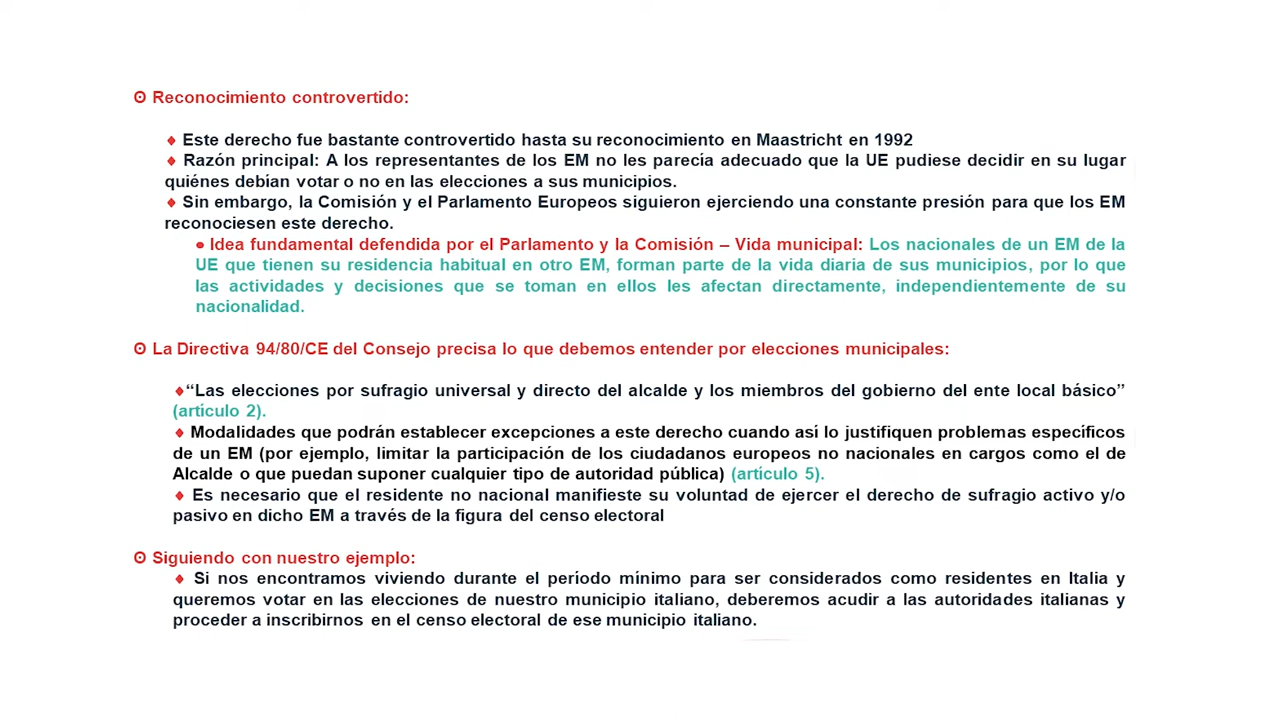 ʘ Reconocimiento controvertido:
♦ Este derecho fue bastante controvertido hasta su reconocimiento en Maastricht en 1992
♦ Razón principal: A los representantes de los EM no les parecía adecuado que la UE pudiese decidir en su lugar
quiénes debían votar o no en las elecciones a sus municipios.
♦ Sin embargo, la Comisión y el Parlamento Europeos siguieron ejerciendo una constante presión para que los EM
reconociesen este derecho.
● Idea fundamental defendida por el Parlamento y la Comisión – Vida municipal: Los nacionales de un EM de la
UE que tienen su residencia habitual en otro EM, forman parte de la vida diaria de sus municipios, por lo que
las actividades y decisiones que se toman en ellos les afectan directamente, independientemente de su
nacionalidad.
ʘ La Directiva 94/80/CE del Consejo precisa lo que debemos entender por elecciones municipales:
♦“Las elecciones por sufragio universal y directo del alcalde y los miembros del gobierno del ente local básico”
(artículo 2).
♦ Modalidades que podrán establecer excepciones a este derecho cuando así lo justifiquen problemas específicos
de un EM (por ejemplo, limitar la participación de los ciudadanos europeos no nacionales en cargos como el de
Alcalde o que puedan suponer cualquier tipo de autoridad pública) (artículo 5).
♦ Es necesario que el residente no nacional manifieste su voluntad de ejercer el derecho de sufragio activo y/o
pasivo en dicho EM a través de la figura del censo electoral
ʘ Siguiendo con nuestro ejemplo:
♦ Si nos encontramos viviendo durante el período mínimo para ser considerados como residentes en Italia y
queremos votar en las elecciones de nuestro municipio italiano, deberemos acudir a las autoridades italianas y
proceder a inscribirnos en el censo electoral de ese municipio italiano.